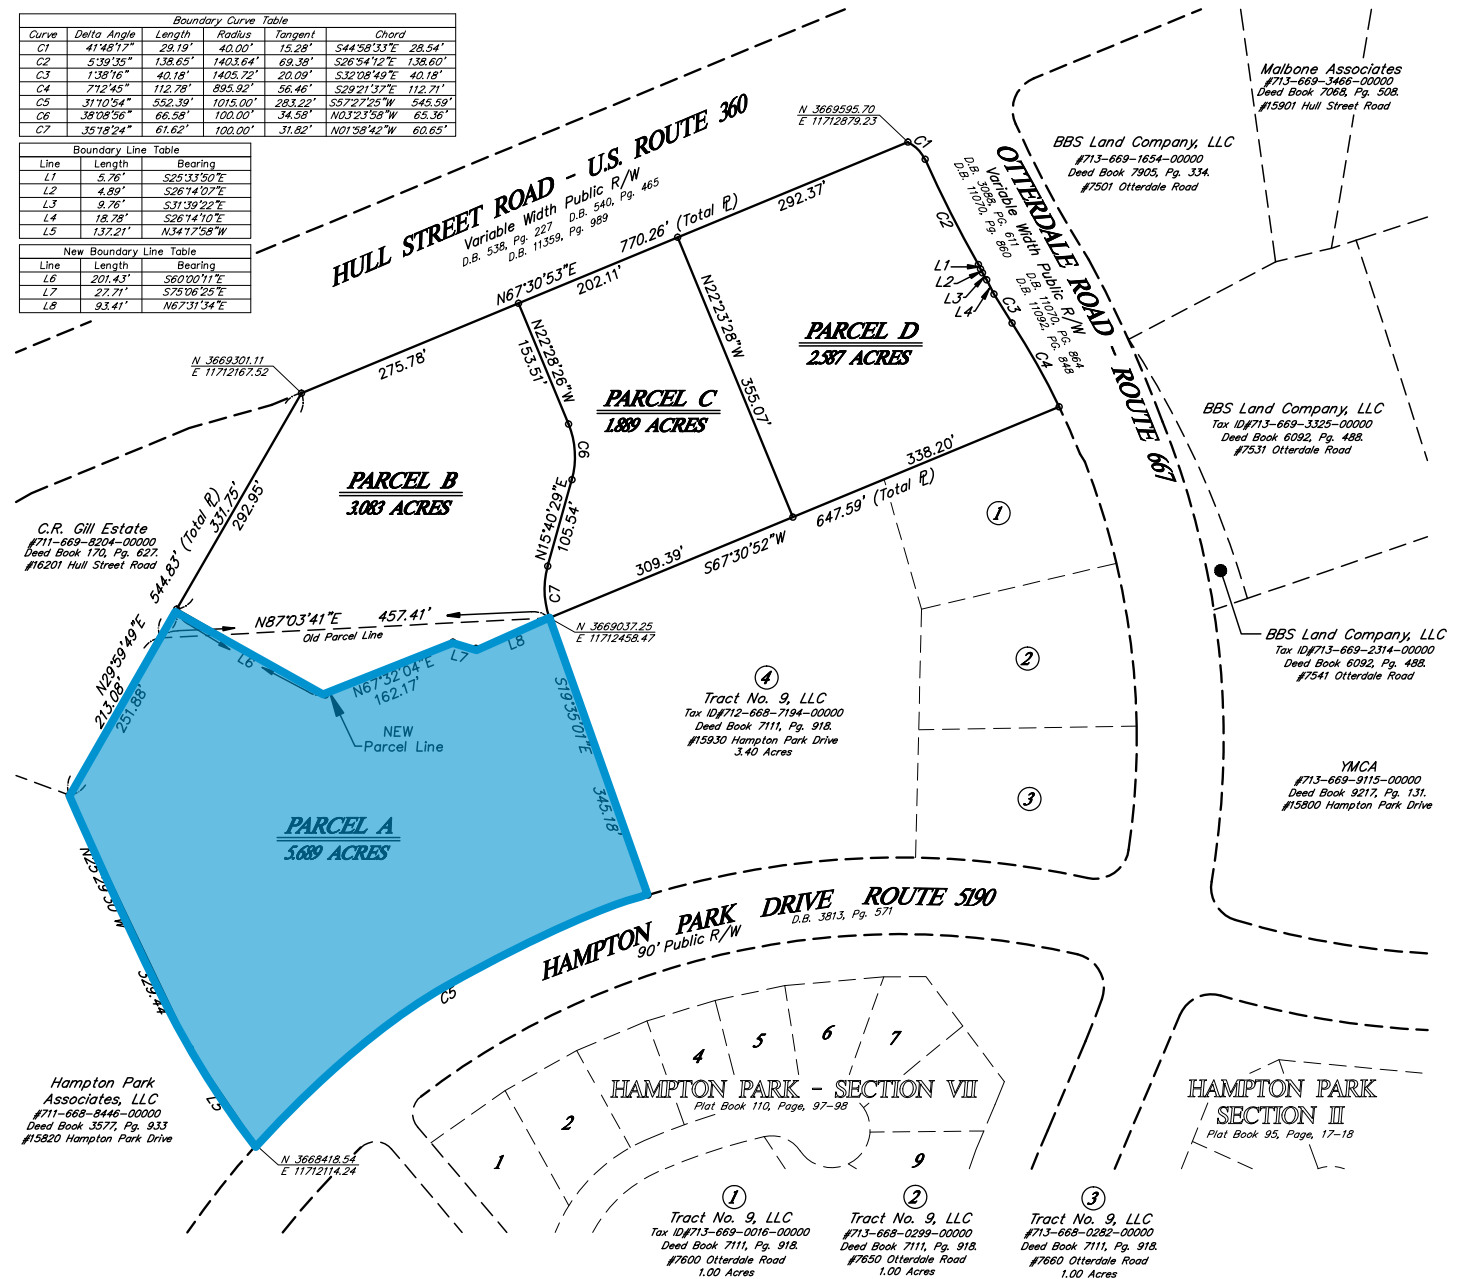 Boundary Curve Table
Curve Delta Angle Length Radius Tangent Chord
C1 41°48'17" 29.19' 40.00' 15.28' S44°58'33"E 28.54'
C2 5°39'35" 138.65' 1403.64' 69.38' S26°54'12"E 138.60'
C3 1°38'16" 40.18' 1405.72' 20.09' S32°08'49"E 40.18'
C4 7°12'45" 112.78' 895.92' 56.46' S29°21'37"E 112.71'
C5 31°10'54" 552.39' 1015.00' 283.22' S57°27'25"W 545.59'
C6 38°08'56" 66.58' 100.00' 34.58' N03°23'58"W 65.36'
C7 35°18'24" 61.62' 100.00' 31.82' N01°58'42"W 60.65'
Boundary Line Table
Line Length Bearing
L1 5.76' S25°33'50"E
L2 4.89' S26°14'07"E
L3 9.76' S31°39'22"E
L4 18.78' S26°14'10"E
L5 137.21' N34°17'58"W
New Boundary Line Table
Line Length Bearing
L6 201.43' S60°00'11"E
L7 27.71' S75°06'25"E
L8 93.41' N67°31'34"E
HULL STREET ROAD - U.S. ROUTE 360
Variable Width Public R/W
D.B. 538, Pg. 227 D.B. 540, Pg. 465
D.B. 11359, Pg. 989
N 3669595.70
E 11712879.23
C1
OTTERDALE ROAD - ROUTE 667
Variable Width Public R/W
D.B. 3088, PG. 611 D.B. 11070, PG. 864
D.B. 11070, Pg. 860 D.B. 11092, PG. 848
Malbone Associates
#713-669-3466-00000
Deed Book 7068, Pg. 508.
#15901 Hull Street Road
BBS Land Company, LLC
#713-669-1654-00000
Deed Book 7905, Pg. 334.
#7501 Otterdale Road
N67°30'53"E 770.26' (Total PL)
275.78'
202.11'
292.37'
C2
L1
L2
L3
L4
C3
C4
N 3669301.11
E 11712167.52
N22°28'26"W
153.51'
N22°23'28"W 355.07'
PARCEL D
2.587 ACRES
PARCEL C
1.889 ACRES
PARCEL B
3.083 ACRES
C6
N15°40'29"E
105.54'
C7
338.20'
309.39'
S67°30'52"W 647.59' (Total PL)
BBS Land Company, LLC
Tax ID#713-669-3325-00000
Deed Book 6092, Pg. 488.
#7531 Otterdale Road
C.R. Gill Estate
#711-669-8204-00000
Deed Book 170, Pg. 627.
#16201 Hull Street Road
N29°59'49"E 544.83' (Total PL)
331.75'
292.95'
213.08'
251.88'
N87°03'41"E 457.41'
Old Parcel Line
N 3669037.25
E 11712458.47
L6
N67°32'04"E
162.17'
L7
L8
NEW
Parcel Line
S19°35'01"E 345.18'
1
2
3
4
Tract No. 9, LLC
Tax ID#712-668-7194-00000
Deed Book 7111, Pg. 918.
#15930 Hampton Park Drive
3.40 Acres
BBS Land Company, LLC
Tax ID#713-669-2314-00000
Deed Book 6092, Pg. 488.
#7541 Otterdale Road
YMCA
#713-669-9115-00000
Deed Book 9217, Pg. 131.
#15800 Hampton Park Drive
PARCEL A
5.689 ACRES
N25°29'50"W 329.44
L5
C5
HAMPTON PARK DRIVE ROUTE 5190
90' Public R/W
D.B. 3813, Pg. 571
Hampton Park
Associates, LLC
#711-668-8446-00000
Deed Book 3577, Pg. 933
#15820 Hampton Park Drive
N 3668418.54
E 11712114.24
1
2
4
5
6
7
9
HAMPTON PARK - SECTION VII
Plat Book 110, Page, 97-98
HAMPTON PARK
SECTION II
Plat Book 95, Page, 17-18
1
Tract No. 9, LLC
Tax ID#713-669-0016-00000
Deed Book 7111, Pg. 918.
#7600 Otterdale Road
1.00 Acres
2
Tract No. 9, LLC
#713-668-0299-00000
Deed Book 7111, Pg. 918.
#7650 Otterdale Road
1.00 Acres
3
Tract No. 9, LLC
#713-668-0282-00000
Deed Book 7111, Pg. 918.
#7660 Otterdale Road
1.00 Acres